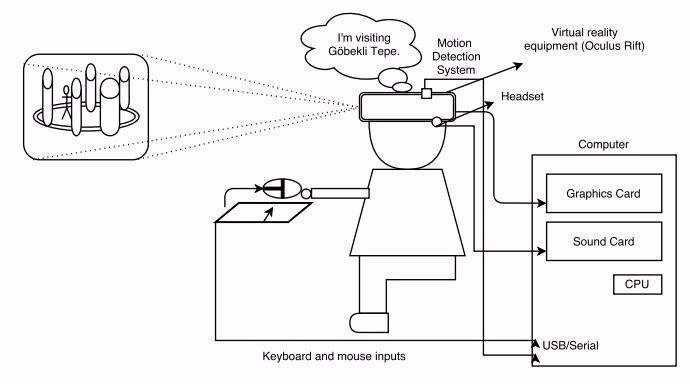 I'm visiting
Göbekli Tepe.
Motion
Detection
System
Virtual reality
equipment (Oculus Rift)
Headset
Computer
Graphics Card
Sound Card
CPU
USB/Serial
Keyboard and mouse inputs